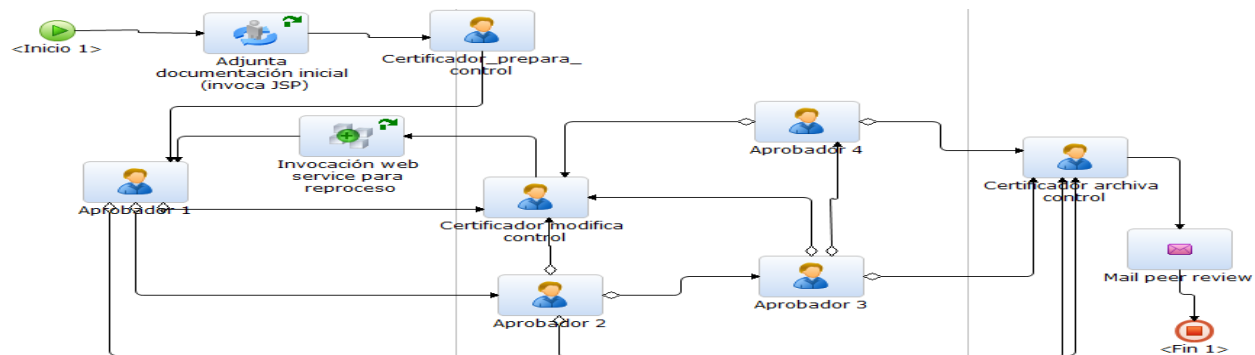 <Inicio 1>
Adjunta
documentación inicial
(invoca JSP)
Certificador_prepara_
control
Invocación web
service para
reproceso
Aprobador 4
Aprobador 1
Certificador modifica
control
Certificador archiva
control
Aprobador 2
Aprobador 3
Mail peer review
<Fin 1>